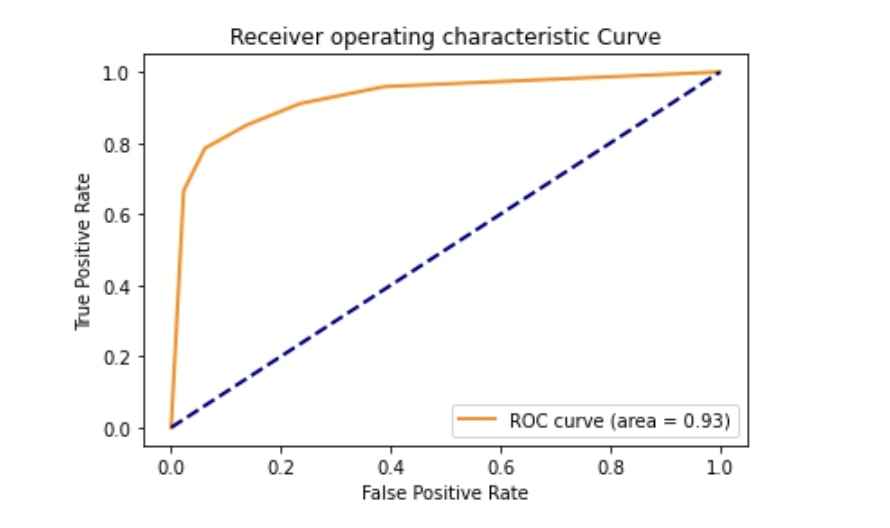 Receiver operating characteristic Curve
1.0
0.8
0.6
0.4
0.2
0.0
True Positive Rate
ROC curve (area = 0.93)
0.0 0.2 0.4 0.6 0.8 1.0
False Positive Rate